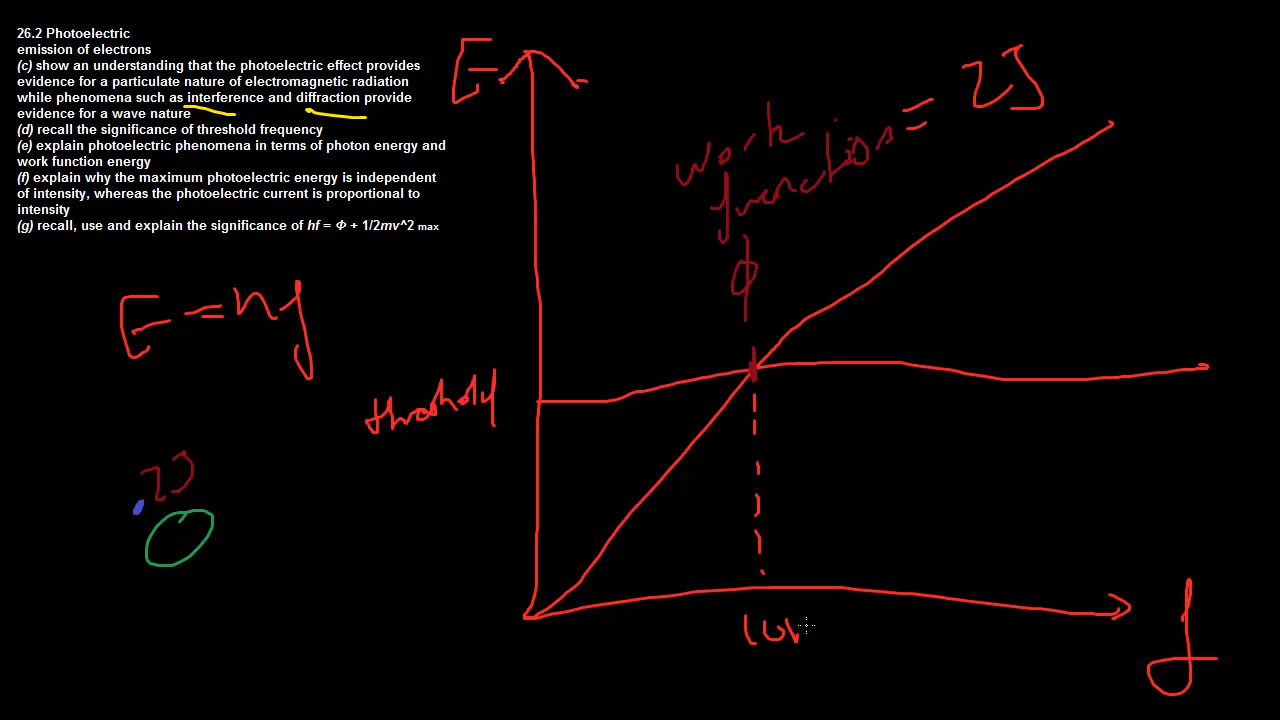 26.2 Photoelectric
emission of electrons
(c) show an understanding that the photoelectric effect provides
evidence for a particulate nature of electromagnetic radiation
while phenomena such as interference and diffraction provide
evidence for a wave nature
(d) recall the significance of threshold frequency
(e) explain photoelectric phenomena in terms of photon energy and
work function energy
(f) explain why the maximum photoelectric energy is independent
of intensity, whereas the photoelectric current is proportional to
intensity
(g) recall, use and explain the significance of hf = Φ + 1/2mv^2 max
E
work = 2J
function
ϕ
E = hf
2J
f